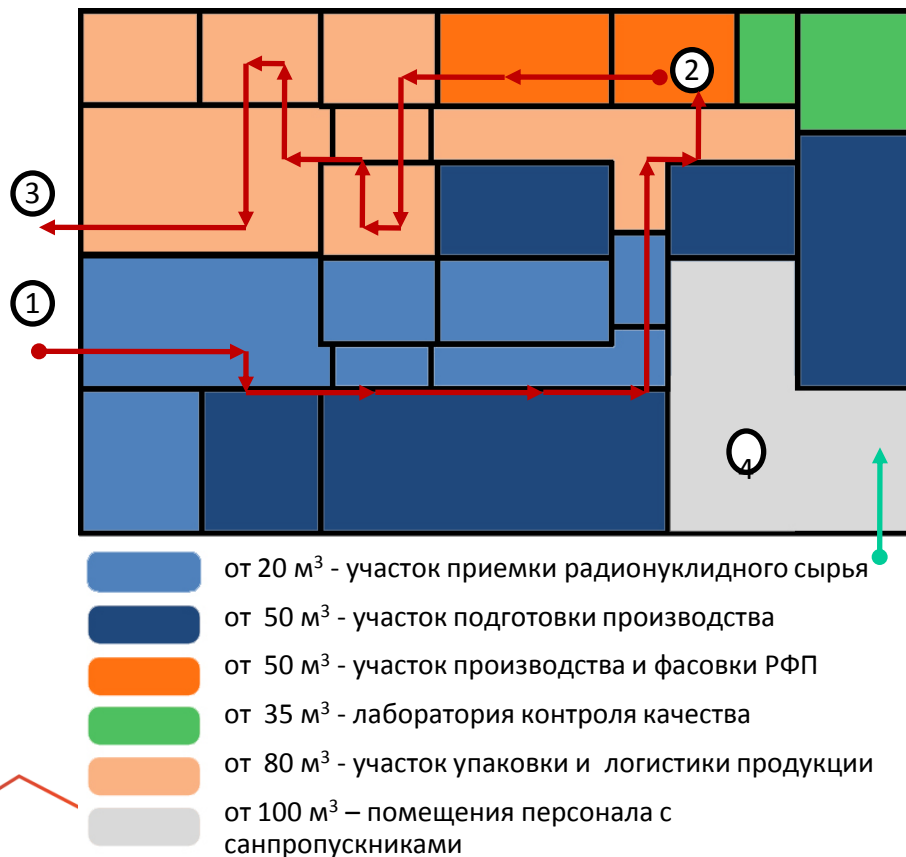 2
3
1
4
от 20 м³ - участок приемки радионуклидного сырья
от 50 м³ - участок подготовки производства
от 50 м³ - участок производства и фасовки РФП
от 35 м³ - лаборатория контроля качества
от 80 м³ - участок упаковки и логистики продукции
от 100 м³ – помещения персонала с
санпропускниками